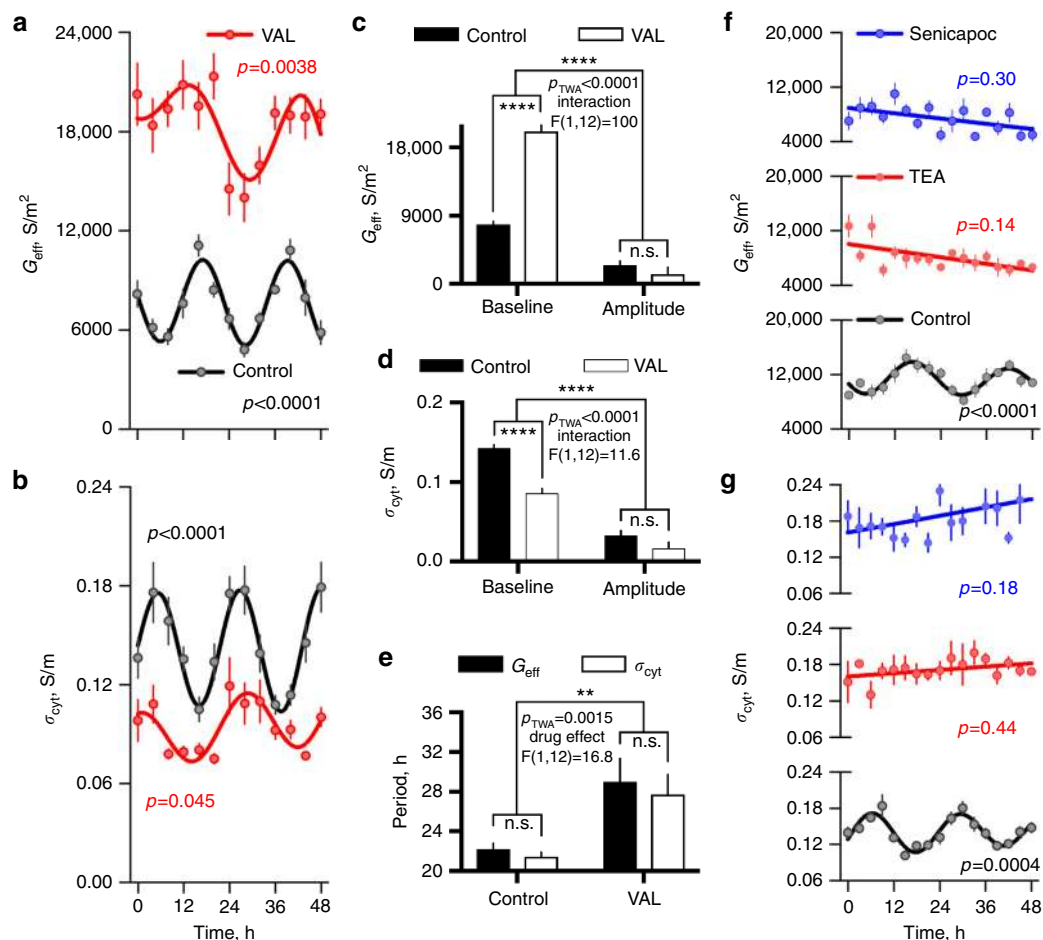 a
24,000
18,000
12,000
6000
0
G_eff, S/m²
VAL
p=0.0038
Control
p<0.0001
b
0.24
0.18
0.12
0.06
0.00
σ_cyt, S/m
p<0.0001
p=0.045
0 12 24 36 48
Time, h
c
Control VAL
****
p_TWA<0.0001
interaction
F(1,12)=100
****
n.s.
18,000
9000
0
G_eff, S/m²
Baseline Amplitude
d
Control VAL
****
p_TWA<0.0001
interaction
F(1,12)=11.6
****
n.s.
0.2
0.1
0.0
σ_cyt, S/m
Baseline Amplitude
e
G_eff σ_cyt
**
p_TWA=0.0015
drug effect
F(1,12)=16.8
n.s.
n.s.
36
32
28
24
22
20
Period, h
Control VAL
f
20,000
12,000
4000
Senicapoc
p=0.30
20,000
12,000
4000
TEA
p=0.14
20,000
12,000
4000
Control
p<0.0001
G_eff, S/m²
g
0.24
0.18
0.12
0.06
p=0.18
0.24
0.18
0.12
0.06
p=0.44
0.24
0.18
0.12
0.06
p=0.0004
σ_cyt, S/m
0 12 24 36 48
Time, h